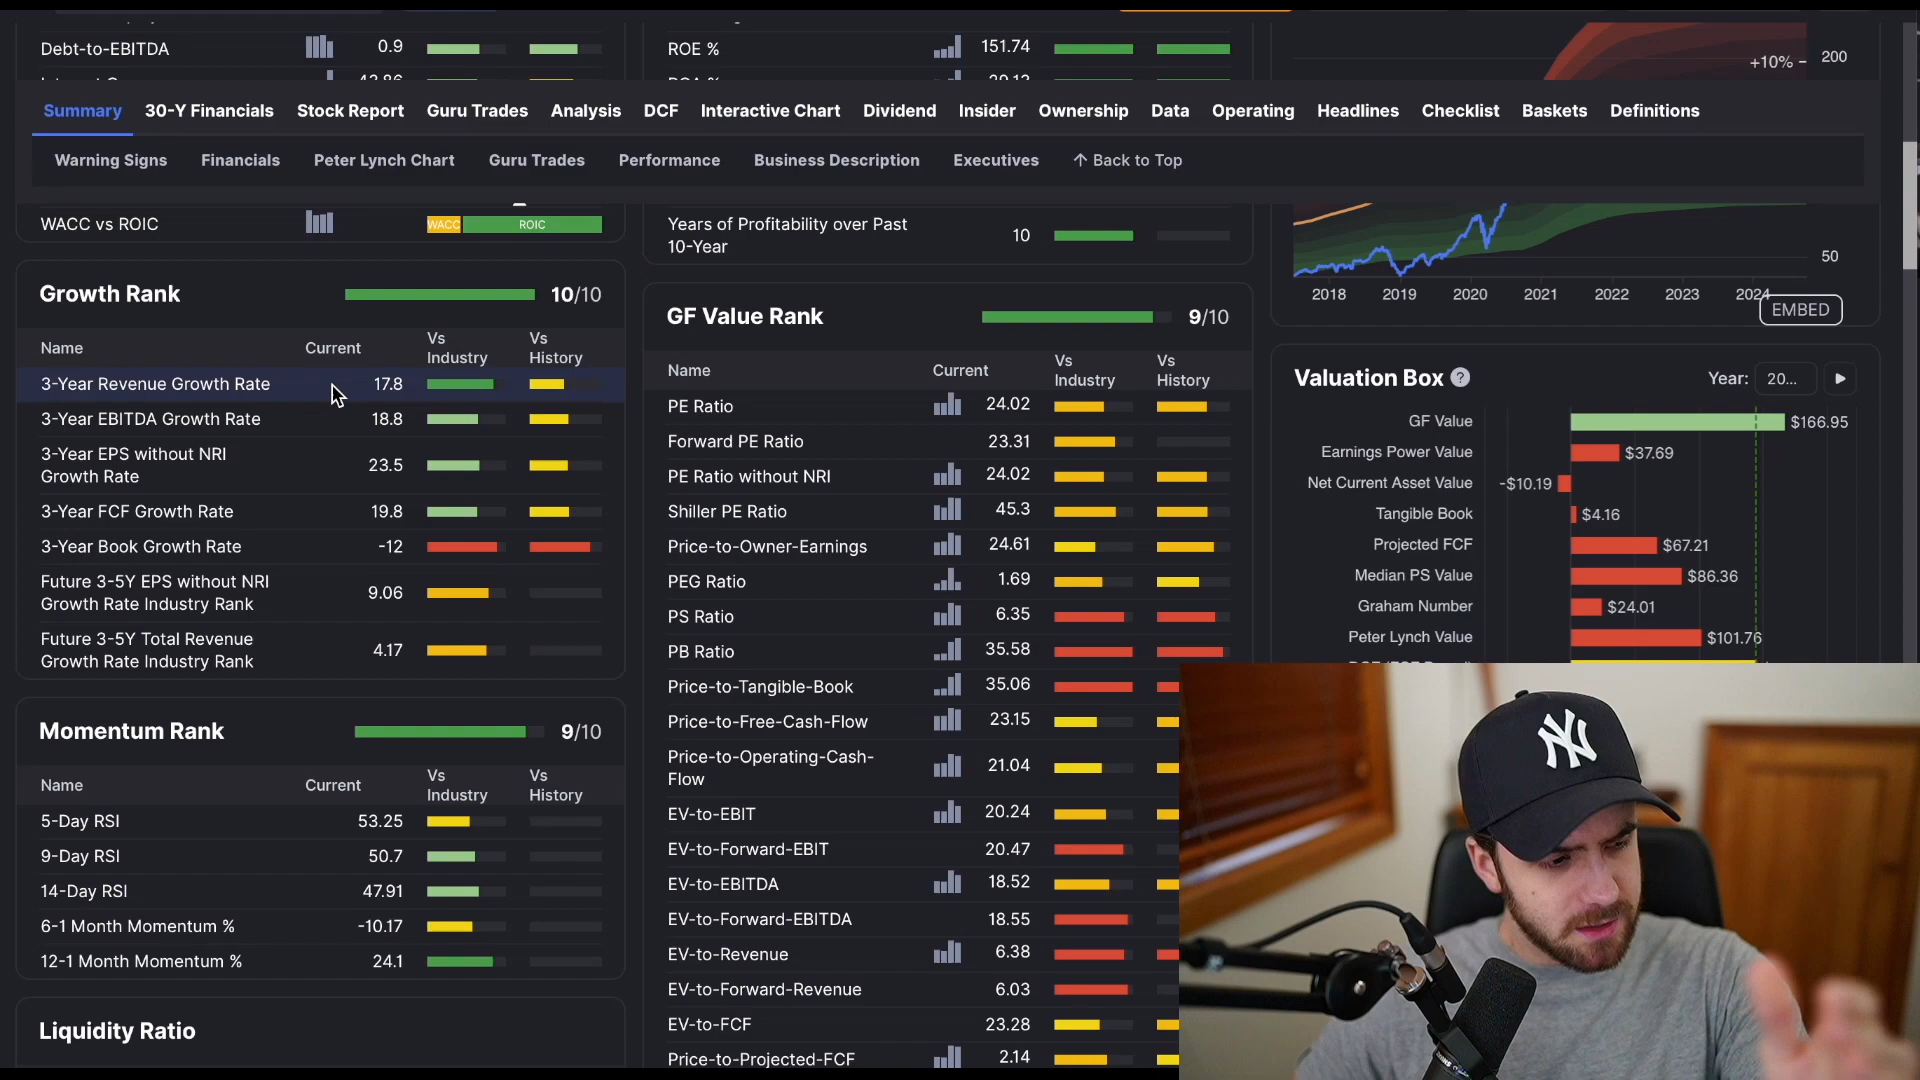 Debt-to-EBITDA 0.9
ROE % 151.74
+10% 200
Summary 30-Y Financials Stock Report Guru Trades Analysis DCF Interactive Chart Dividend Insider Ownership Data Operating Headlines Checklist Baskets Definitions
Warning Signs Financials Peter Lynch Chart Guru Trades Performance Business Description Executives ↑ Back to Top
WACC vs ROIC WACC ROIC
Growth Rank 10/10
Name Current Vs Industry Vs History
3-Year Revenue Growth Rate 17.8
3-Year EBITDA Growth Rate 18.8
3-Year EPS without NRI
Growth Rate 23.5
3-Year FCF Growth Rate 19.8
3-Year Book Growth Rate -12
Future 3-5Y EPS without NRI
Growth Rate Industry Rank 9.06
Future 3-5Y Total Revenue
Growth Rate Industry Rank 4.17
Momentum Rank 9/10
Name Current Vs Industry Vs History
5-Day RSI 53.25
9-Day RSI 50.7
14-Day RSI 47.91
6-1 Month Momentum % -10.17
12-1 Month Momentum % 24.1
Liquidity Ratio
Years of Profitability over Past
10-Year 10
GF Value Rank 9/10
Name Current Vs Industry Vs History
PE Ratio 24.02
Forward PE Ratio 23.31
PE Ratio without NRI 24.02
Shiller PE Ratio 45.3
Price-to-Owner-Earnings 24.61
PEG Ratio 1.69
PS Ratio 6.35
PB Ratio 35.58
Price-to-Tangible-Book 35.06
Price-to-Free-Cash-Flow 23.15
Price-to-Operating-Cash-
Flow 21.04
EV-to-EBIT 20.24
EV-to-Forward-EBIT 20.47
EV-to-EBITDA 18.52
EV-to-Forward-EBITDA 18.55
EV-to-Revenue 6.38
EV-to-Forward-Revenue 6.03
EV-to-FCF 23.28
Price-to-Projected-FCF 2.14
50
2018 2019 2020 2021 2022 2023 2024
EMBED
Valuation Box ? Year: 20...
GF Value $166.95
Earnings Power Value $37.69
Net Current Asset Value -$10.19
Tangible Book $4.16
Projected FCF $67.21
Median PS Value $86.36
Graham Number $24.01
Peter Lynch Value $101.76
NY